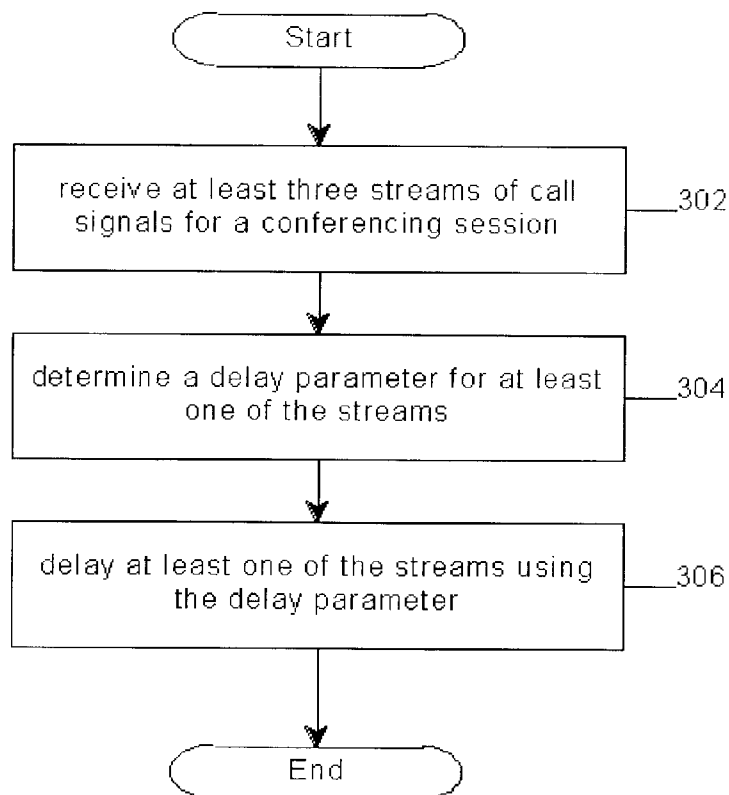 Start
receive at least three streams of call
signals for a conferencing session
302
determine a delay parameter for at least
one of the streams
304
delay at least one of the streams using
the delay parameter
306
End